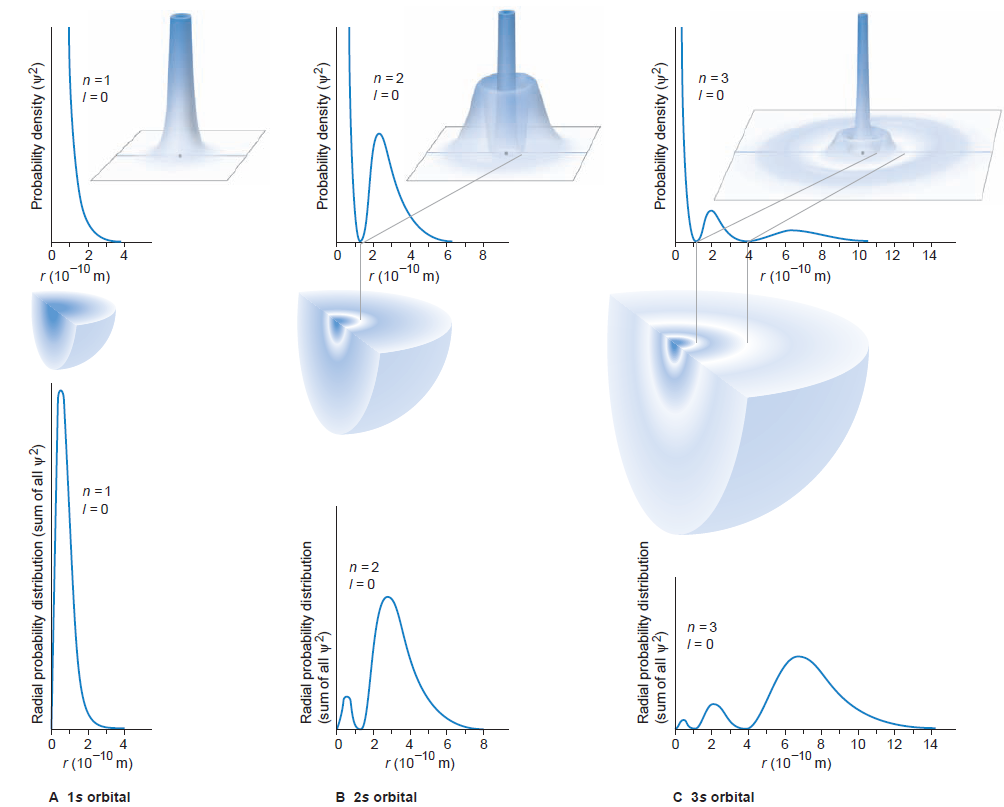 Probability density (ψ2)
n = 1
l = 0
0 2 4
r (10−10 m)
Radial probability distribution (sum of all ψ2)
n = 1
l = 0
0 2 4
r (10−10 m)
A 1s orbital
Probability density (ψ2)
n = 2
l = 0
0 2 4 6 8
r (10−10 m)
Radial probability distribution
(sum of all ψ2)
n = 2
l = 0
0 2 4 6 8
r (10−10 m)
B 2s orbital
Probability density (ψ2)
n = 3
l = 0
0 2 4 6 8 10 12 14
r (10−10 m)
Radial probability distribution
(sum of all ψ2)
n = 3
l = 0
0 2 4 6 8 10 12 14
r (10−10 m)
C 3s orbital